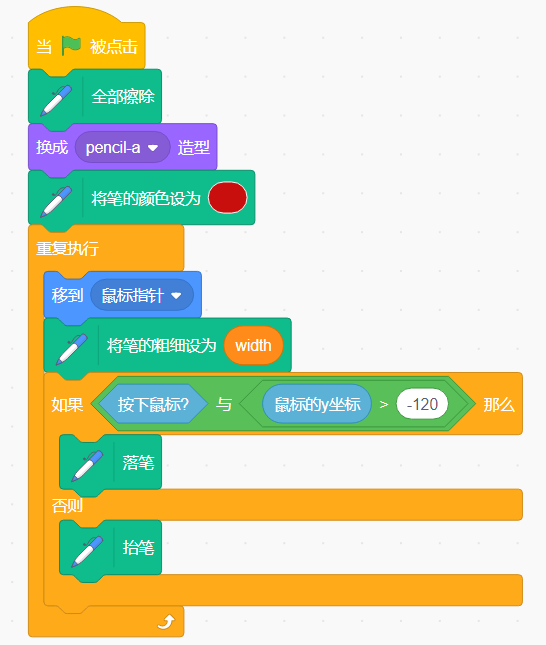 当 被点击
全部擦除
换成 pencil-a 造型
将笔的颜色设为
重复执行
移到 鼠标指针
将笔的粗细设为 width
如果 按下鼠标? 与 鼠标的y坐标 > -120 那么
落笔
否则
抬笔